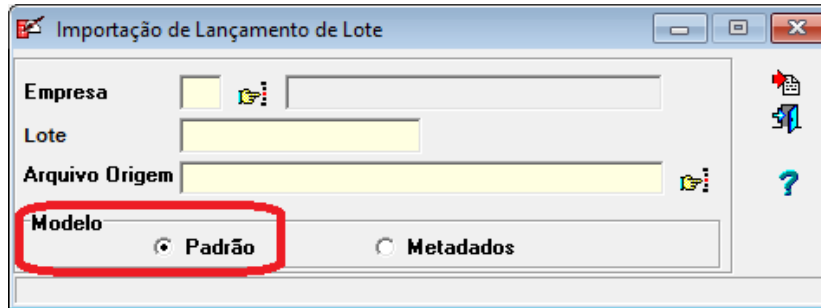 Importação de Lançamento de Lote
Empresa
Lote
Arquivo Origem
Modelo
Padrão Metadados
?